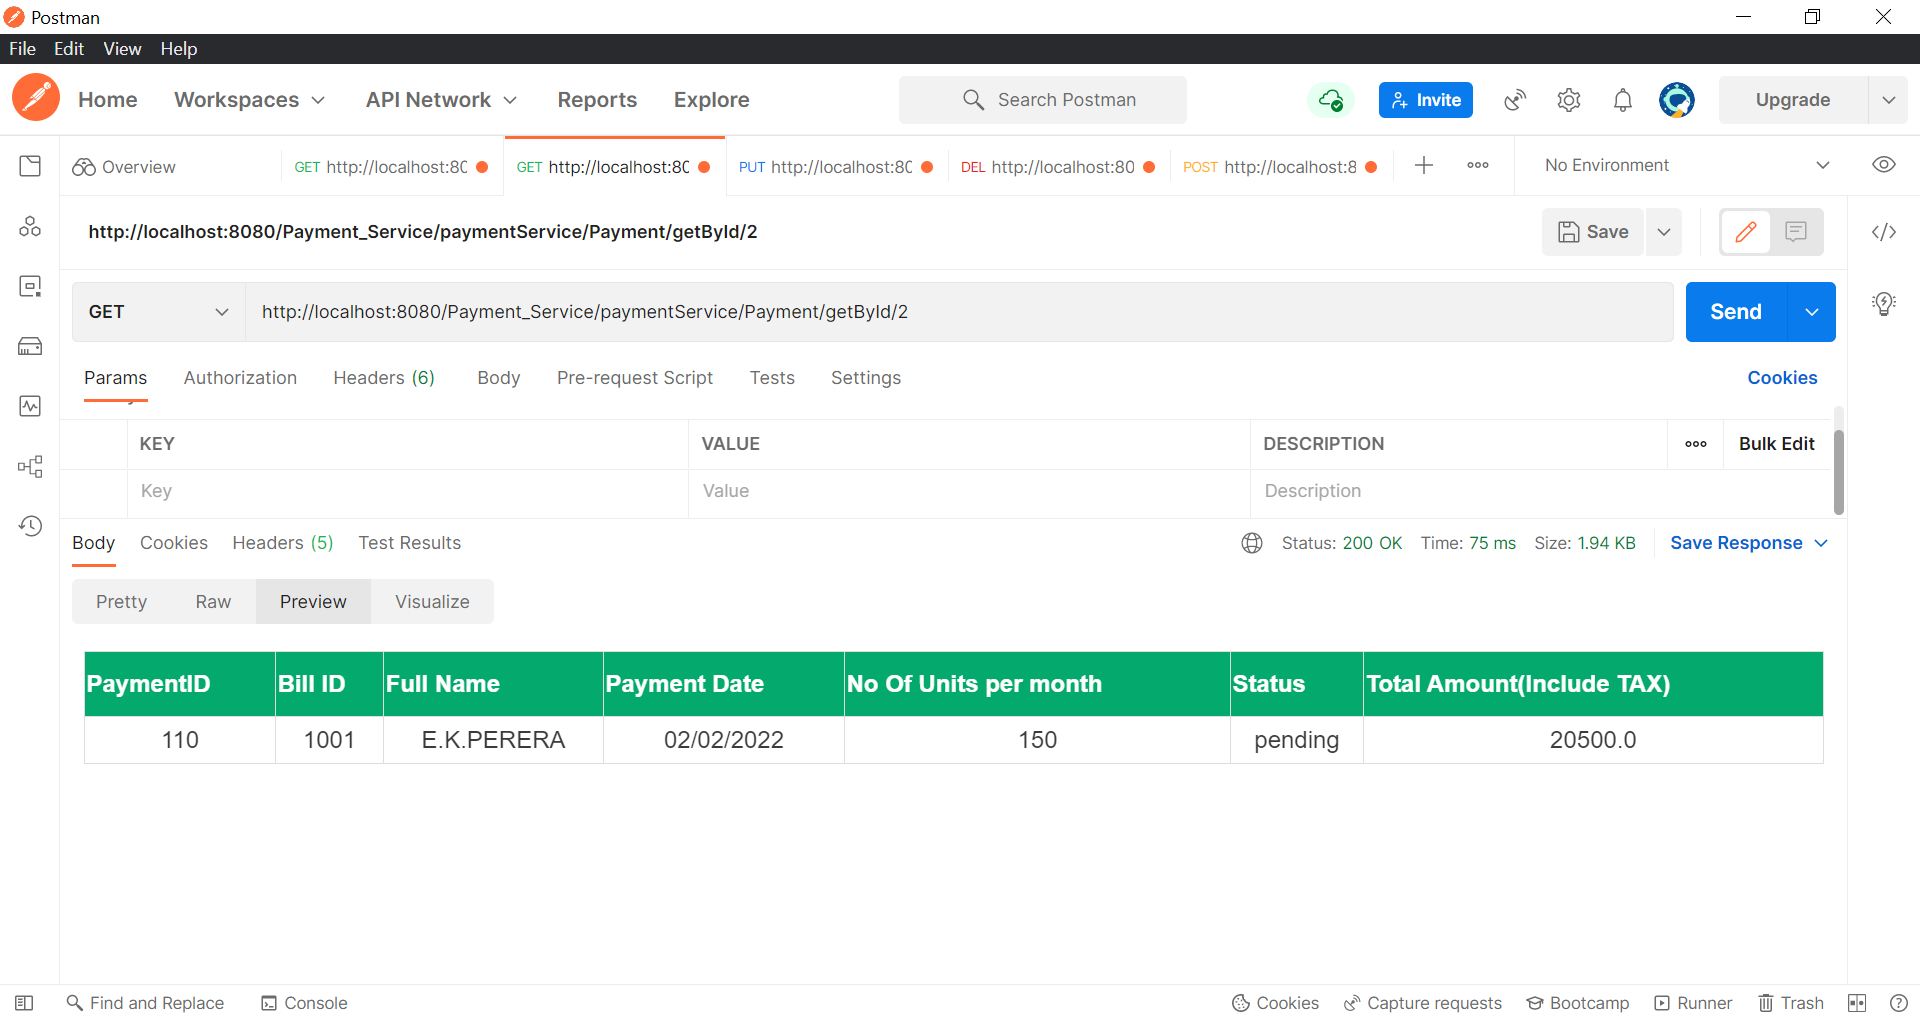 Postman
File Edit View Help
Home Workspaces API Network Reports Explore Search Postman Invite Upgrade
Overview GET http://localhost:80 GET http://localhost:80 PUT http://localhost:80 DEL http://localhost:80 POST http://localhost:8 No Environment
http://localhost:8080/Payment_Service/paymentService/Payment/getById/2 Save
GET http://localhost:8080/Payment_Service/paymentService/Payment/getById/2 Send
Params Authorization Headers (6) Body Pre-request Script Tests Settings Cookies
KEY VALUE DESCRIPTION Bulk Edit
Key Value Description
Body Cookies Headers (5) Test Results Status: 200 OK Time: 75 ms Size: 1.94 KB Save Response
Pretty Raw Preview Visualize
PaymentID Bill ID Full Name Payment Date No Of Units per month Status Total Amount(Include TAX)
110 1001 E.K.PERERA 02/02/2022 150 pending 20500.0
Find and Replace Console Cookies Capture requests Bootcamp Runner Trash